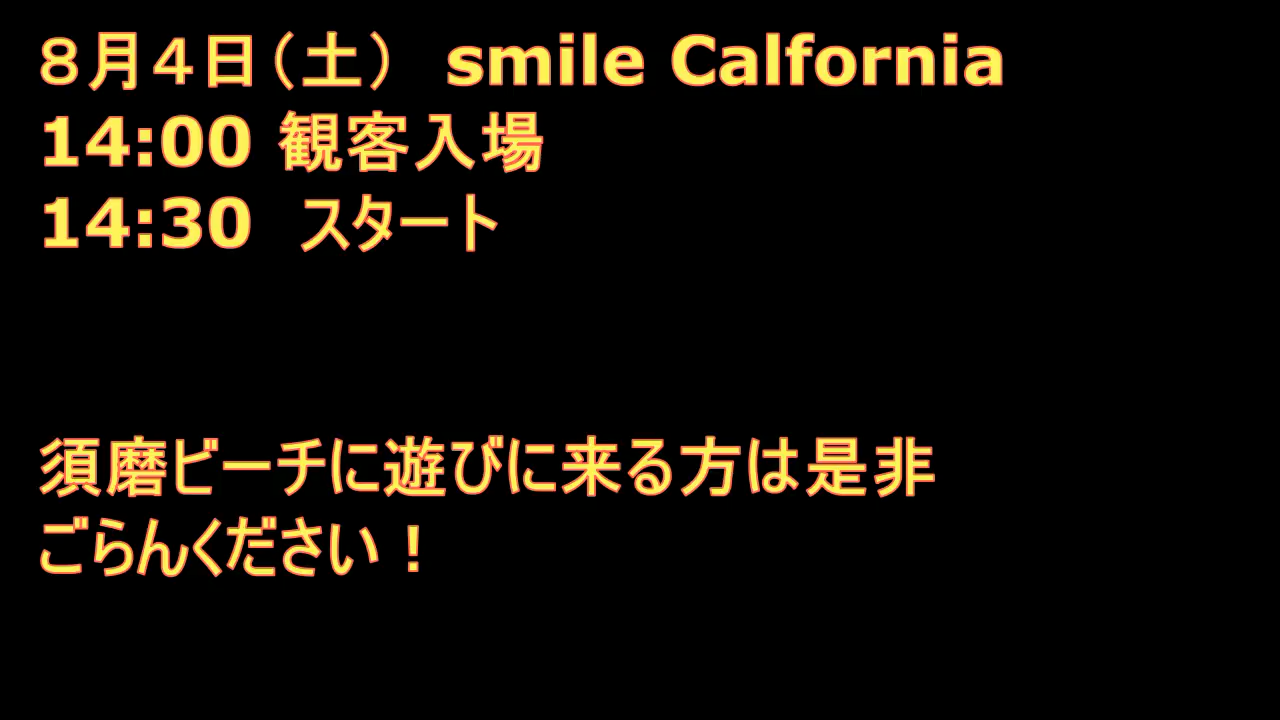 ８月４日（土）　smile Calfornia
14:00 観客入場
14:30　スタート
須磨ビーチに遊びに来る方は是非
ごらんください！